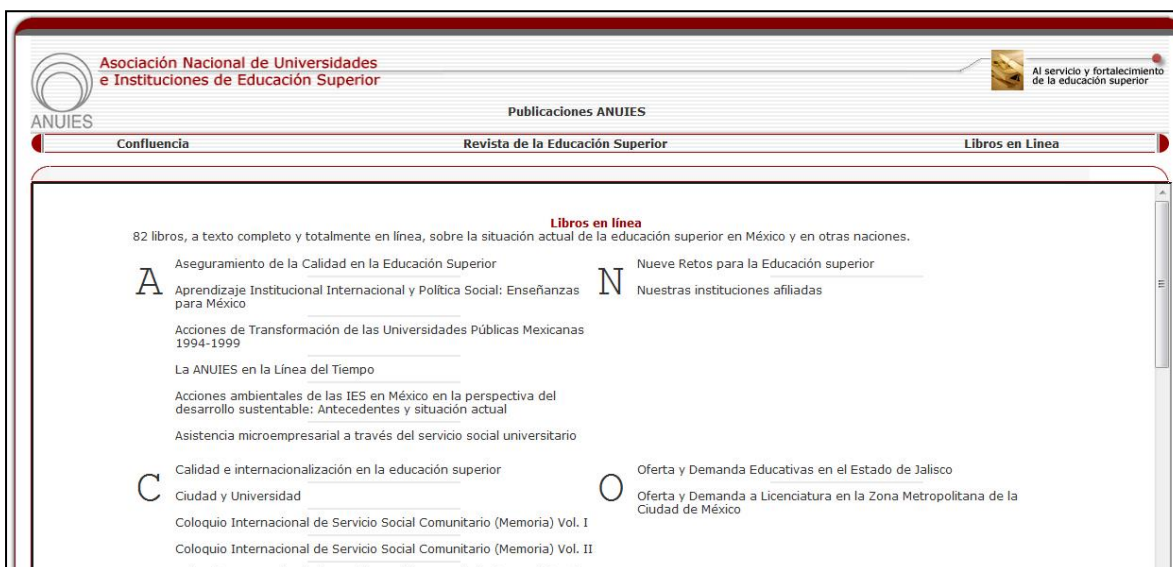 Asociación Nacional de Universidades
e Instituciones de Educación Superior
ANUIES
Al servicio y fortalecimiento
de la educación superior
Publicaciones ANUIES
Confluencia
Revista de la Educación Superior
Libros en Linea
Libros en línea
82 libros, a texto completo y totalmente en línea, sobre la situación actual de la educación superior en México y en otras naciones.
A
Aseguramiento de la Calidad en la Educación Superior
Aprendizaje Institucional Internacional y Política Social: Enseñanzas
para México
Acciones de Transformación de las Universidades Públicas Mexicanas
1994-1999
La ANUIES en la Línea del Tiempo
Acciones ambientales de las IES en México en la perspectiva del
desarrollo sustentable: Antecedentes y situación actual
Asistencia microempresarial a través del servicio social universitario
N
Nueve Retos para la Educación superior
Nuestras instituciones afiliadas
C
Calidad e internacionalización en la educación superior
Ciudad y Universidad
Coloquio Internacional de Servicio Social Comunitario (Memoria) Vol. I
Coloquio Internacional de Servicio Social Comunitario (Memoria) Vol. II
O
Oferta y Demanda Educativas en el Estado de Jalisco
Oferta y Demanda a Licenciatura en la Zona Metropolitana de la
Ciudad de México